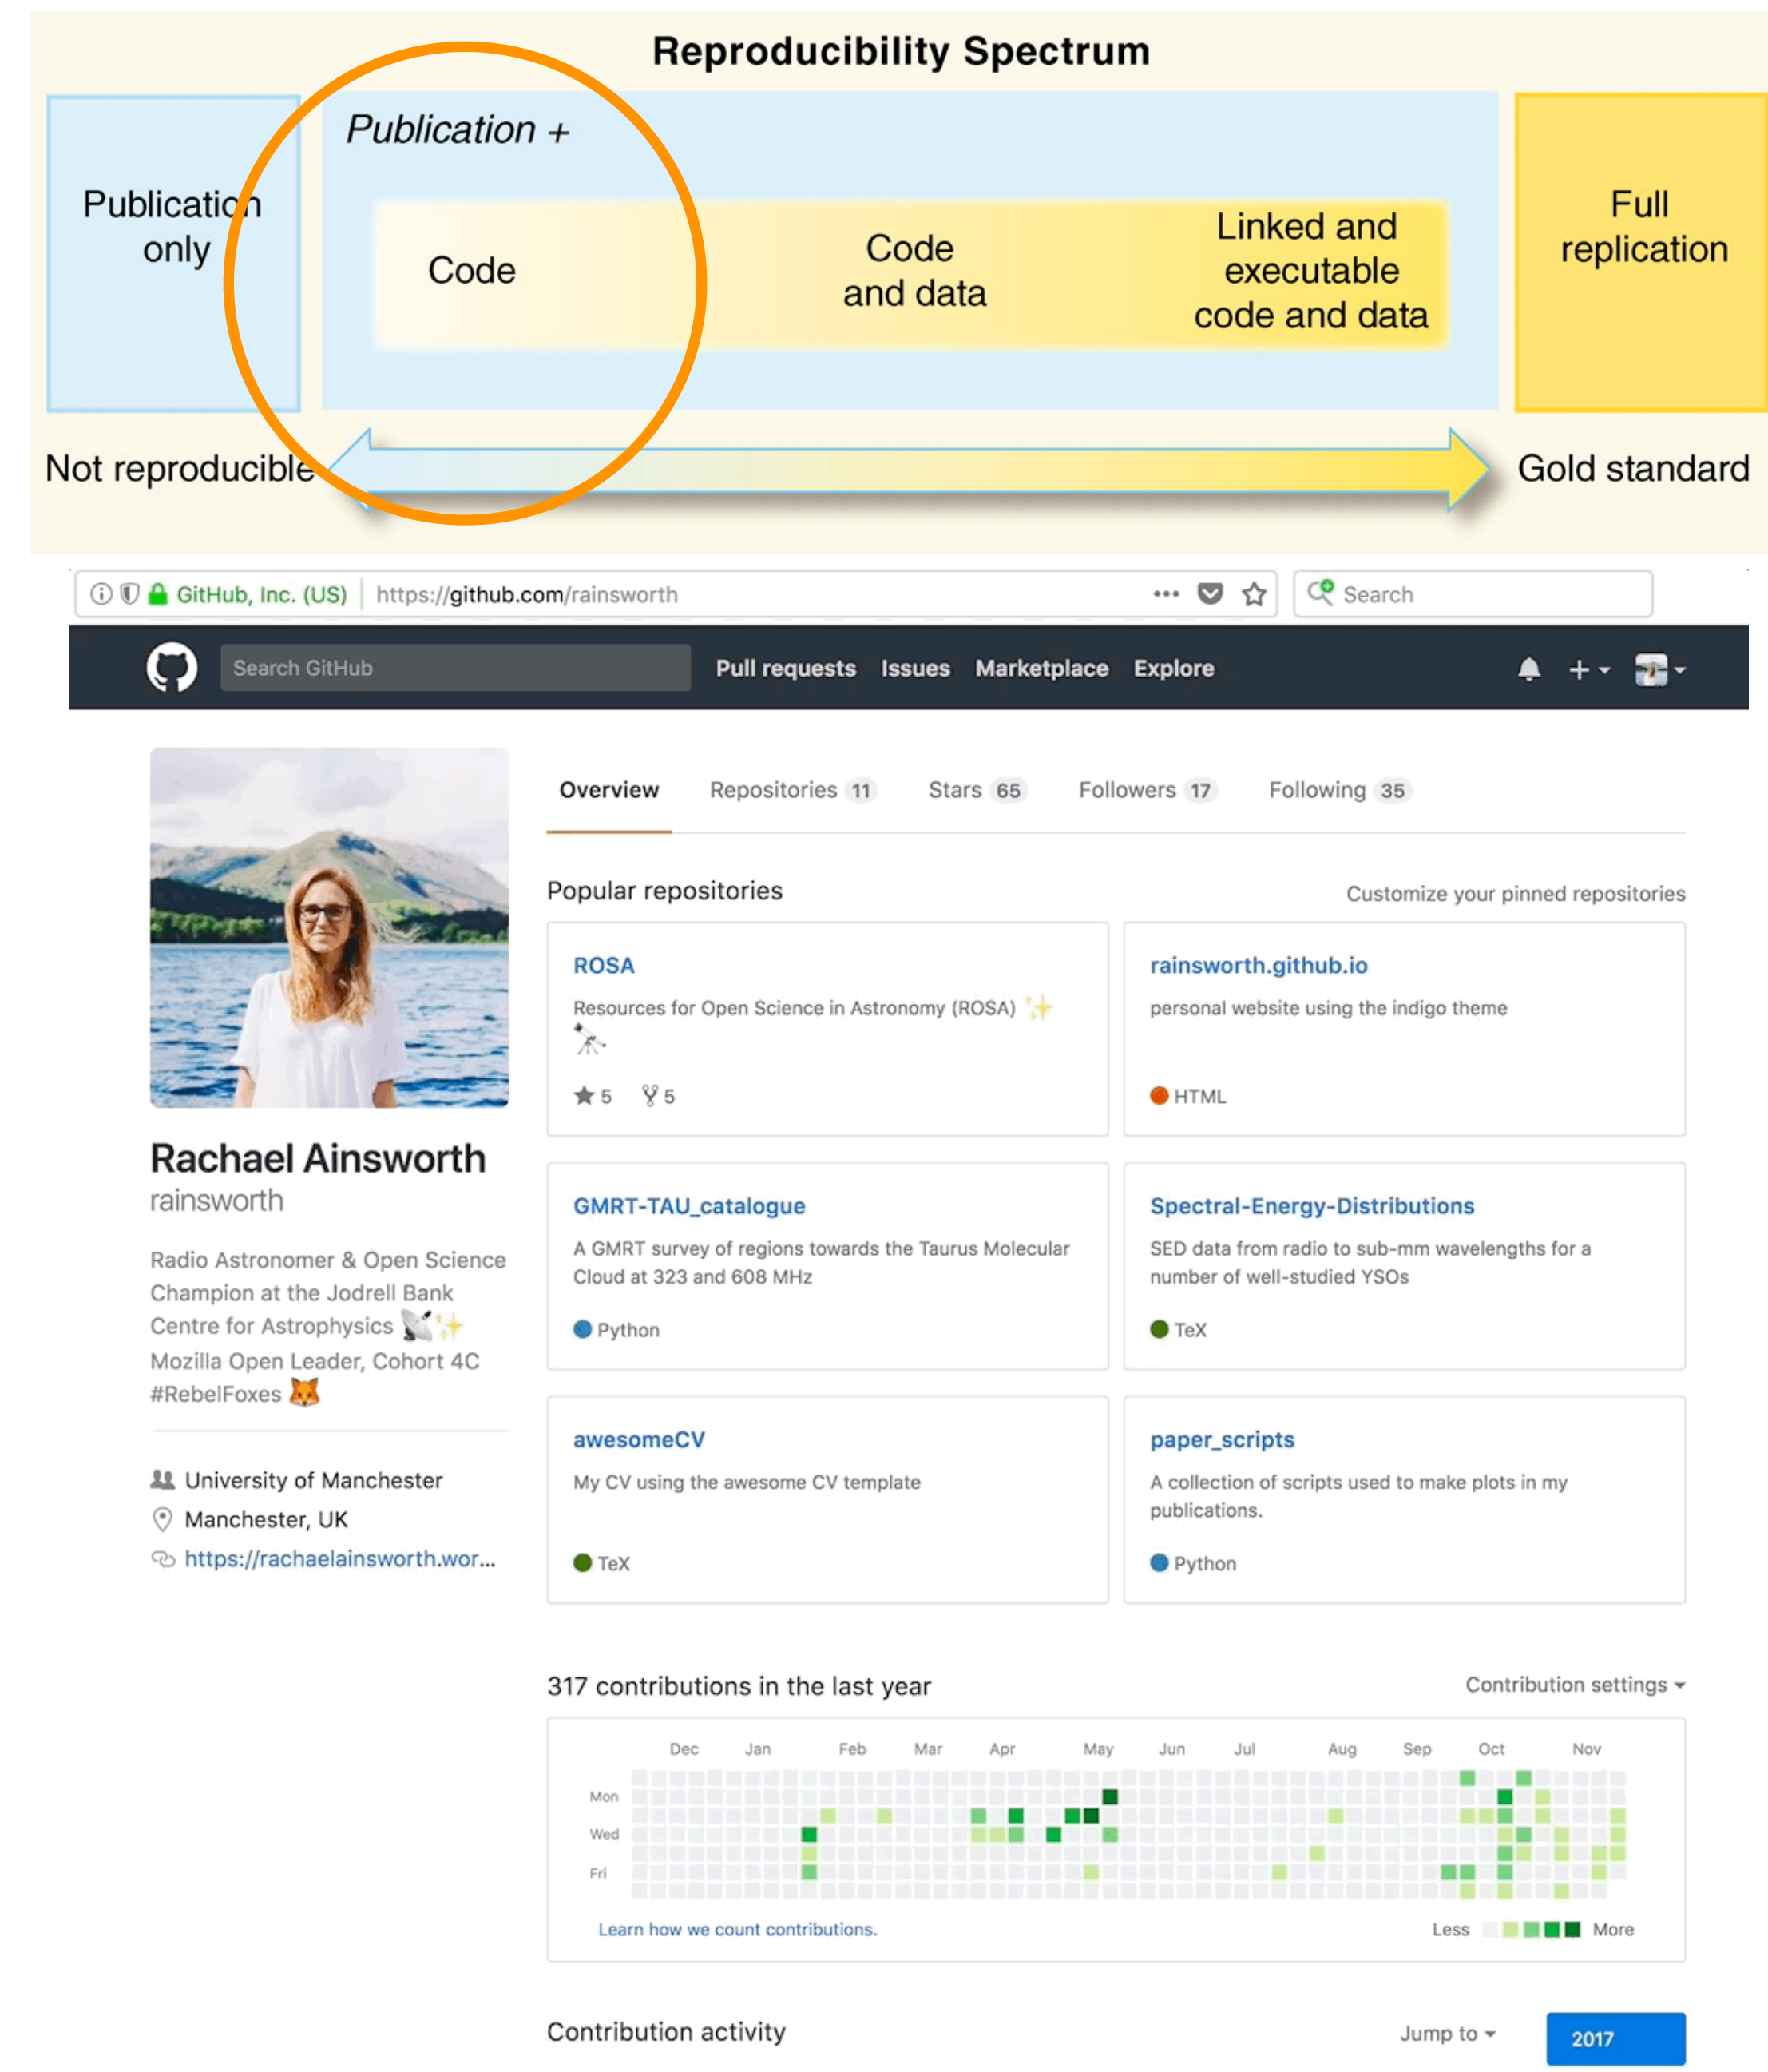 Reproducibility Spectrum
Publication +
Publication
only
Code
Code
and data
Linked and
executable
code and data
Full
replication
Not reproducible
Gold standard
GitHub, Inc. (US) https://github.com/rainsworth
Search
Search GitHub
Pull requests Issues Marketplace Explore
Overview Repositories 11 Stars 65 Followers 17 Following 35
Popular repositories
Customize your pinned repositories
ROSA
Resources for Open Science in Astronomy (ROSA) ✨
🔭
5 5
rainsworth.github.io
personal website using the indigo theme
HTML
Rachael Ainsworth
rainsworth
Radio Astronomer & Open Science
Champion at the Jodrell Bank
Centre for Astrophysics 📡✨
Mozilla Open Leader, Cohort 4C
#RebelFoxes 🦊
University of Manchester
Manchester, UK
https://rachaelainsworth.wor...
GMRT-TAU_catalogue
A GMRT survey of regions towards the Taurus Molecular
Cloud at 323 and 608 MHz
Python
Spectral-Energy-Distributions
SED data from radio to sub-mm wavelengths for a
number of well-studied YSOs
TeX
awesomeCV
My CV using the awesome CV template
TeX
paper_scripts
A collection of scripts used to make plots in my
publications.
Python
317 contributions in the last year
Contribution settings
Dec Jan Feb Mar Apr May Jun Jul Aug Sep Oct Nov
Mon
Wed
Fri
Learn how we count contributions.
Less More
Contribution activity
Jump to
2017